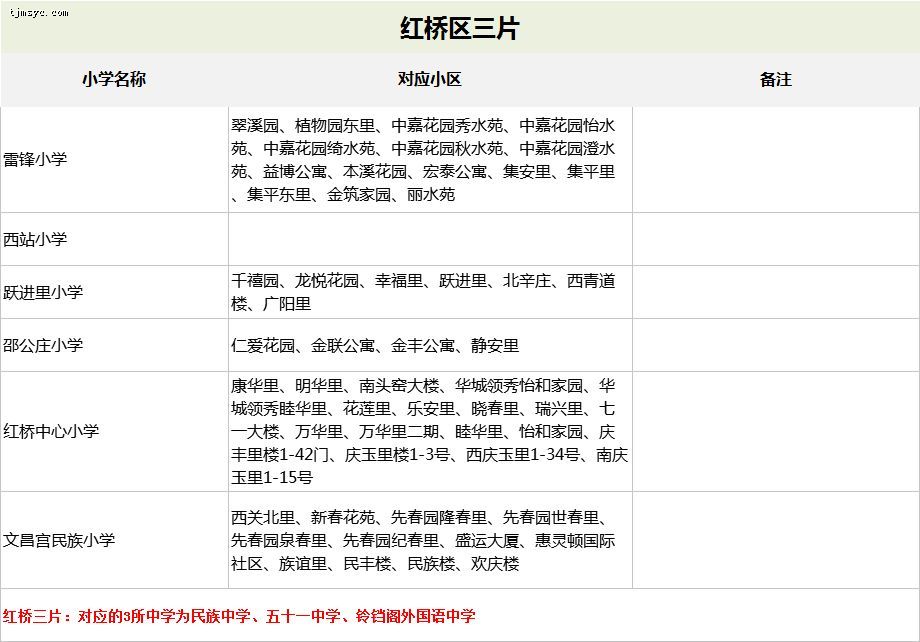 tjmsyc.com
红桥区三片
小学名称 对应小区 备注
雷锋小学
翠溪园、植物园东里、中嘉花园秀水苑、中嘉花园怡水
苑、中嘉花园绮水苑、中嘉花园秋水苑、中嘉花园澄水
苑、益博公寓、本溪花园、宏泰公寓、集安里、集平里
、集平东里、金筑家园、丽水苑
西站小学
跃进里小学
千禧园、龙悦花园、幸福里、跃进里、北辛庄、西青道
楼、广阳里
邵公庄小学
仁爱花园、金联公寓、金丰公寓、静安里
红桥中心小学
康华里、明华里、南头窑大楼、华城领秀怡和家园、华
城领秀睦华里、花莲里、乐安里、晓春里、瑞兴里、七
一大楼、万华里、万华里二期、睦华里、怡和家园、庆
丰里楼1-42门、庆玉里楼1-3号、西庆玉里1-34号、南庆
玉里1-15号
文昌宫民族小学
西关北里、新春花苑、先春园隆春里、先春园世春里、
先春园泉春里、先春园纪春里、盛运大厦、惠灵顿国际
社区、族谊里、民丰楼、民族楼、欢庆楼
红桥三片：对应的3所中学为民族中学、五十一中学、铃铛阁外国语中学